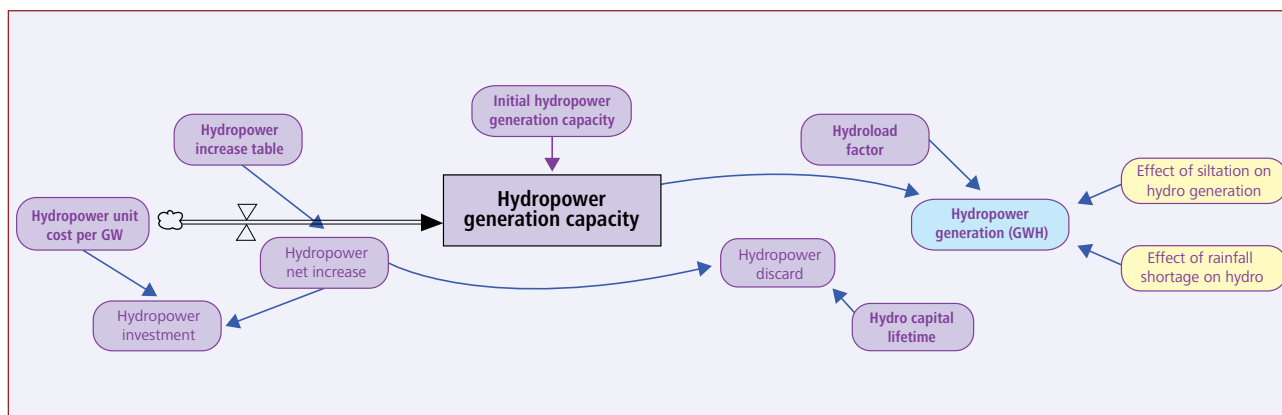 Initial hydropower
generation capacity
Hydropower
increase table
Hydroload
factor
Effect of siltation on
hydro generation
Hydropower
generation capacity
Hydropower unit
cost per GW
Hydropower
generation (GWH)
Hydropower
net increase
Hydropower
discard
Effect of rainfall
shortage on hydro
Hydropower
investment
Hydro capital
lifetime